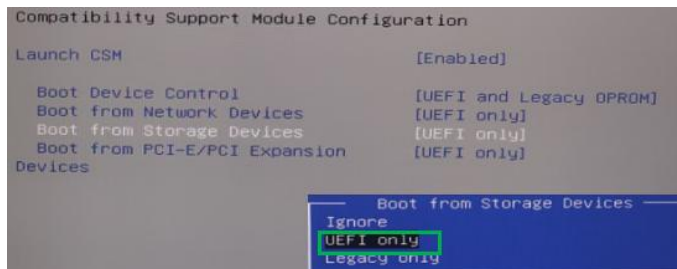 Compatibility Support Module Configuration
Launch CSM [Enabled]
Boot Device Control [UEFI and Legacy OPROM]
Boot from Network Devices [UEFI only]
Boot from Storage Devices [UEFI only]
Boot from PCI-E/PCI Expansion [UEFI only]
Devices
Boot from Storage Devices
Ignore
UEFI only
Legacy only